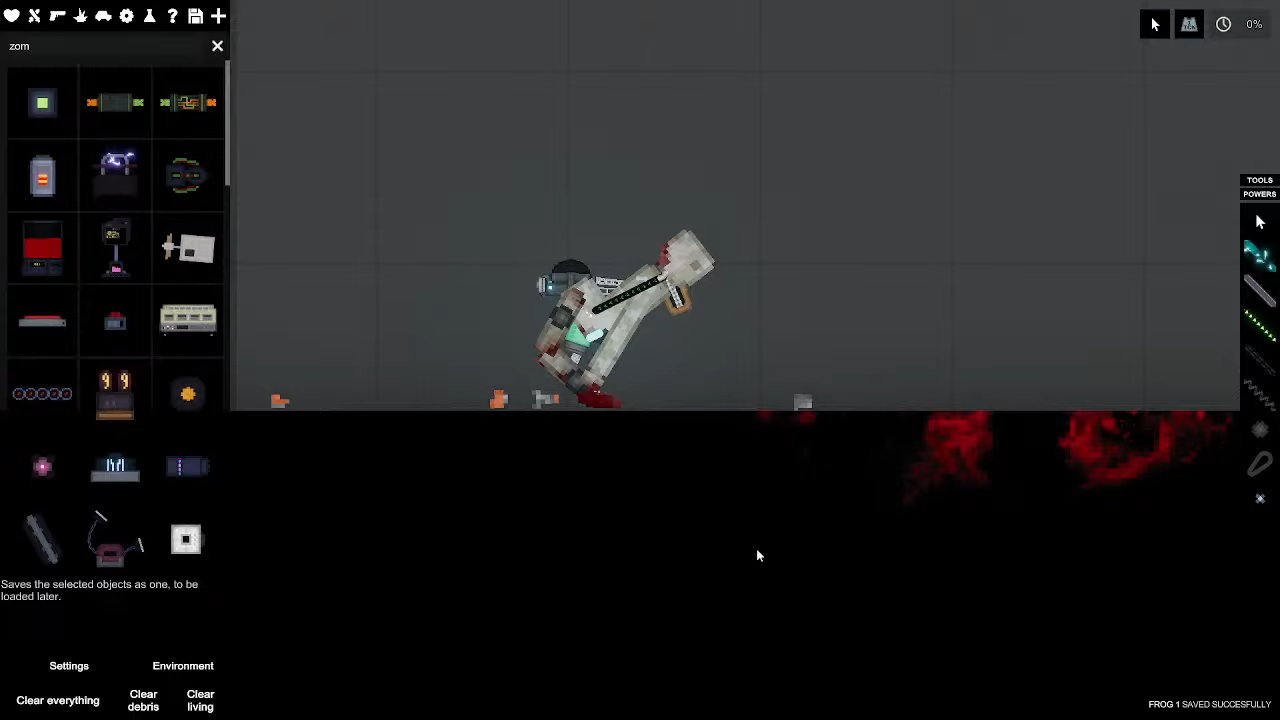 0%
zom
TOOLS
POWERS
Saves the selected objects as one, to be
loaded later.
Settings
Environment
Clear everything
Clear
debris
Clear
living
FROG 1 SAVED SUCCESFULLY